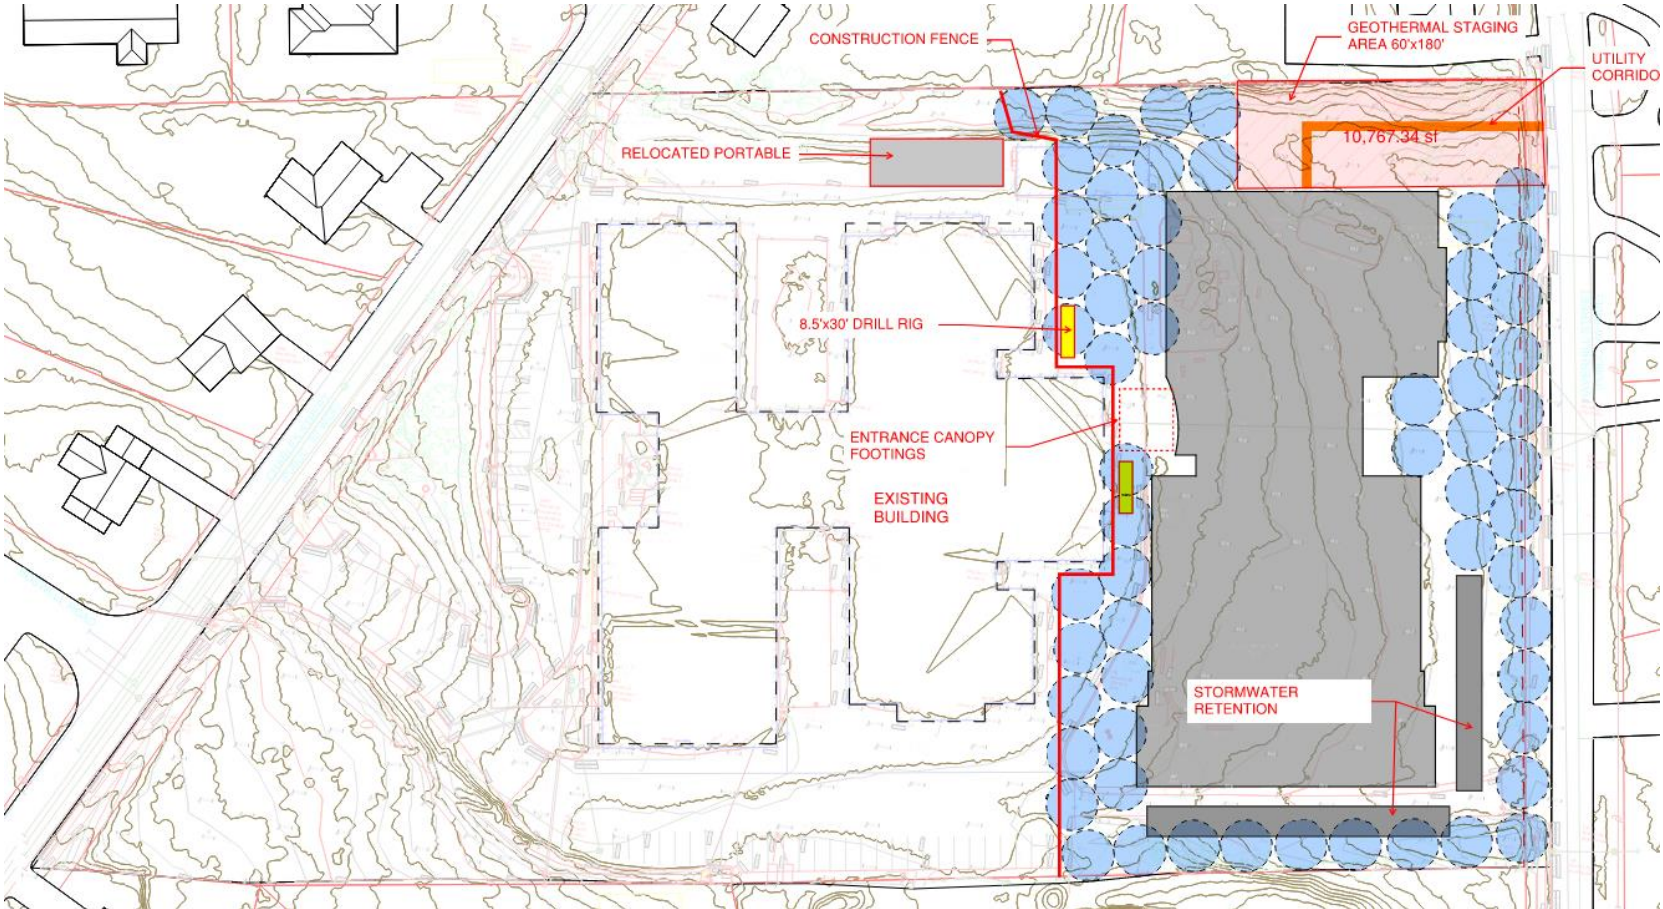 GEOTHERMAL STAGING
AREA 60'x180'
CONSTRUCTION FENCE
UTILITY
CORRIDO
10,767.34 sf
RELOCATED PORTABLE
8.5'x30' DRILL RIG
ENTRANCE CANOPY
FOOTINGS
EXISTING
BUILDING
STORMWATER
RETENTION